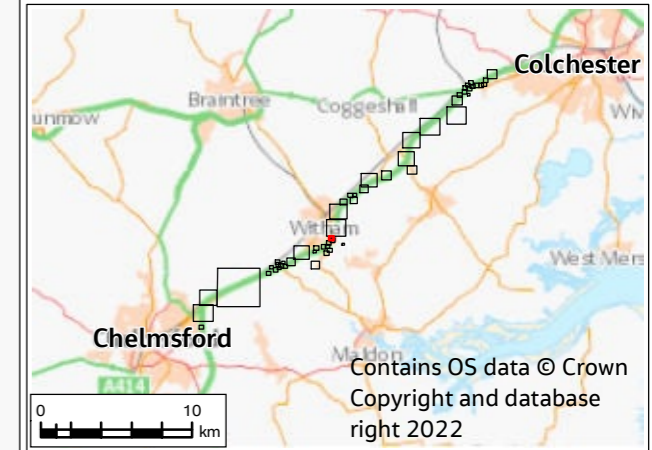 Colchester
Braintree
Coggeshall
unmow
Witham
West Mers
Chelmsford
Maldon
A414
Contains OS data © Crown
Copyright and database
right 2022
0 10
km